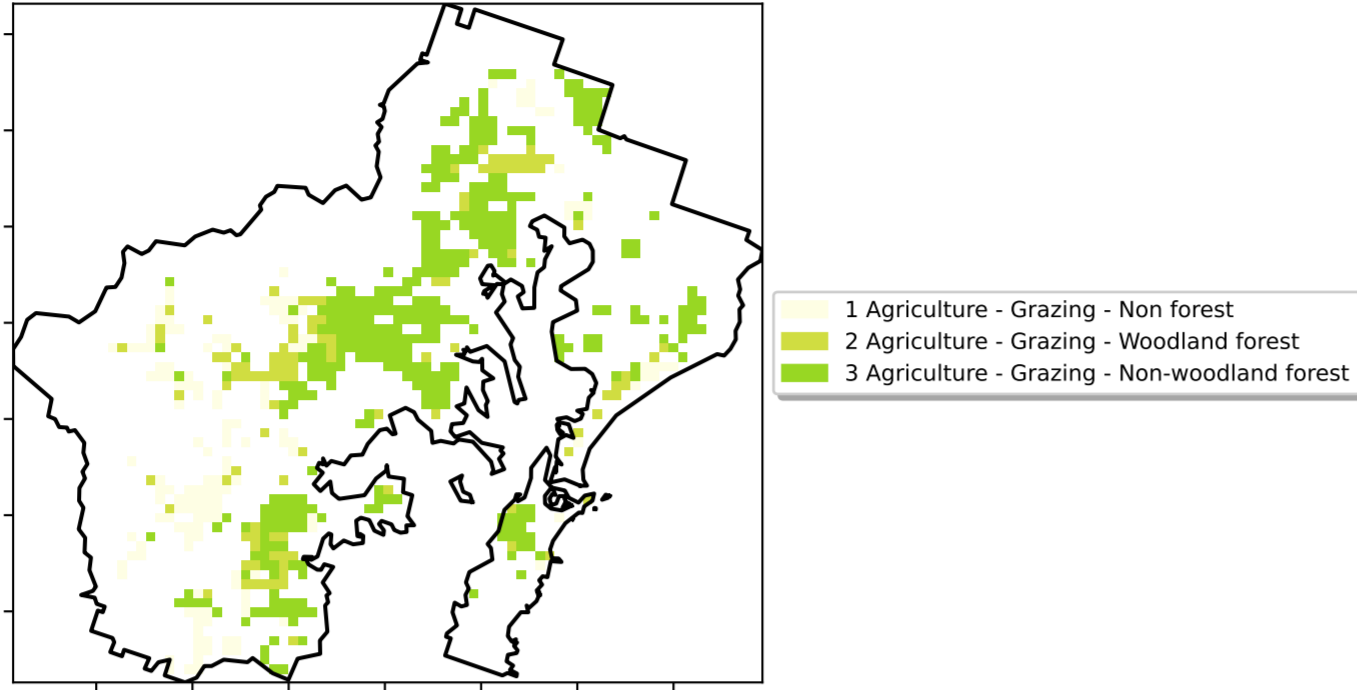 1 Agriculture - Grazing - Non forest
2 Agriculture - Grazing - Woodland forest
3 Agriculture - Grazing - Non-woodland forest